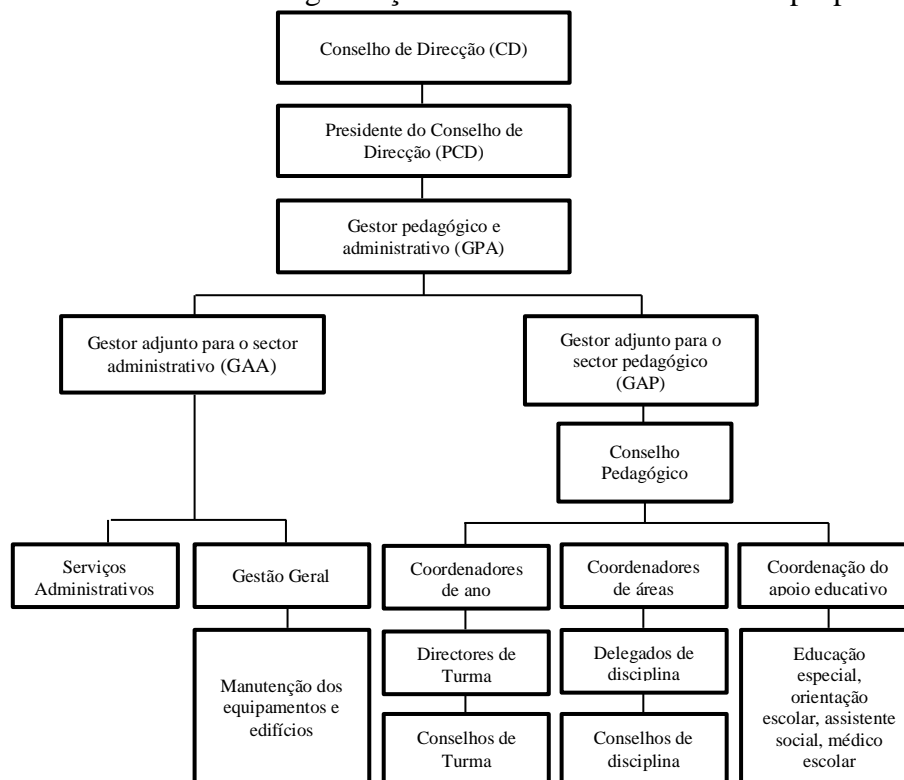 Conselho de Direcção (CD)
Presidente do Conselho de
Direcção (PCD)
Gestor pedagógico e
administrativo (GPA)
Gestor adjunto para o sector
administrativo (GAA)
Gestor adjunto para o
sector pedagógico
(GAP)
Conselho
Pedagógico
Serviços
Administrativos
Gestão Geral
Coordenadores
de ano
Coordenadores
de áreas
Coordenação do
apoio educativo
Manutenção dos
equipamentos e
edifícios
Directores de
Turma
Conselhos de
Turma
Delegados de
disciplina
Conselhos de
disciplina
Educação
especial,
orientação
escolar, assistente
social, médico
escolar